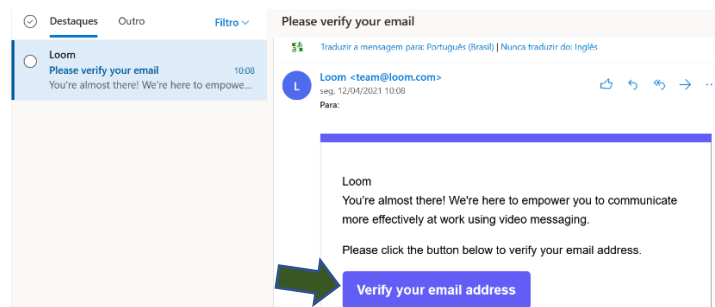 Destaques Outro Filtro
Loom
Please verify your email 10:08
You're almost there! We're here to empowe...
Please verify your email
Traduzir a mensagem para: Português (Brasil) | Nunca traduzir do: Inglês
L
Loom <team@loom.com>
seg, 12/04/2021 10:08
Para:
Loom
You're almost there! We're here to empower you to communicate
more effectively at work using video messaging.
Please click the button below to verify your email address.
Verify your email address